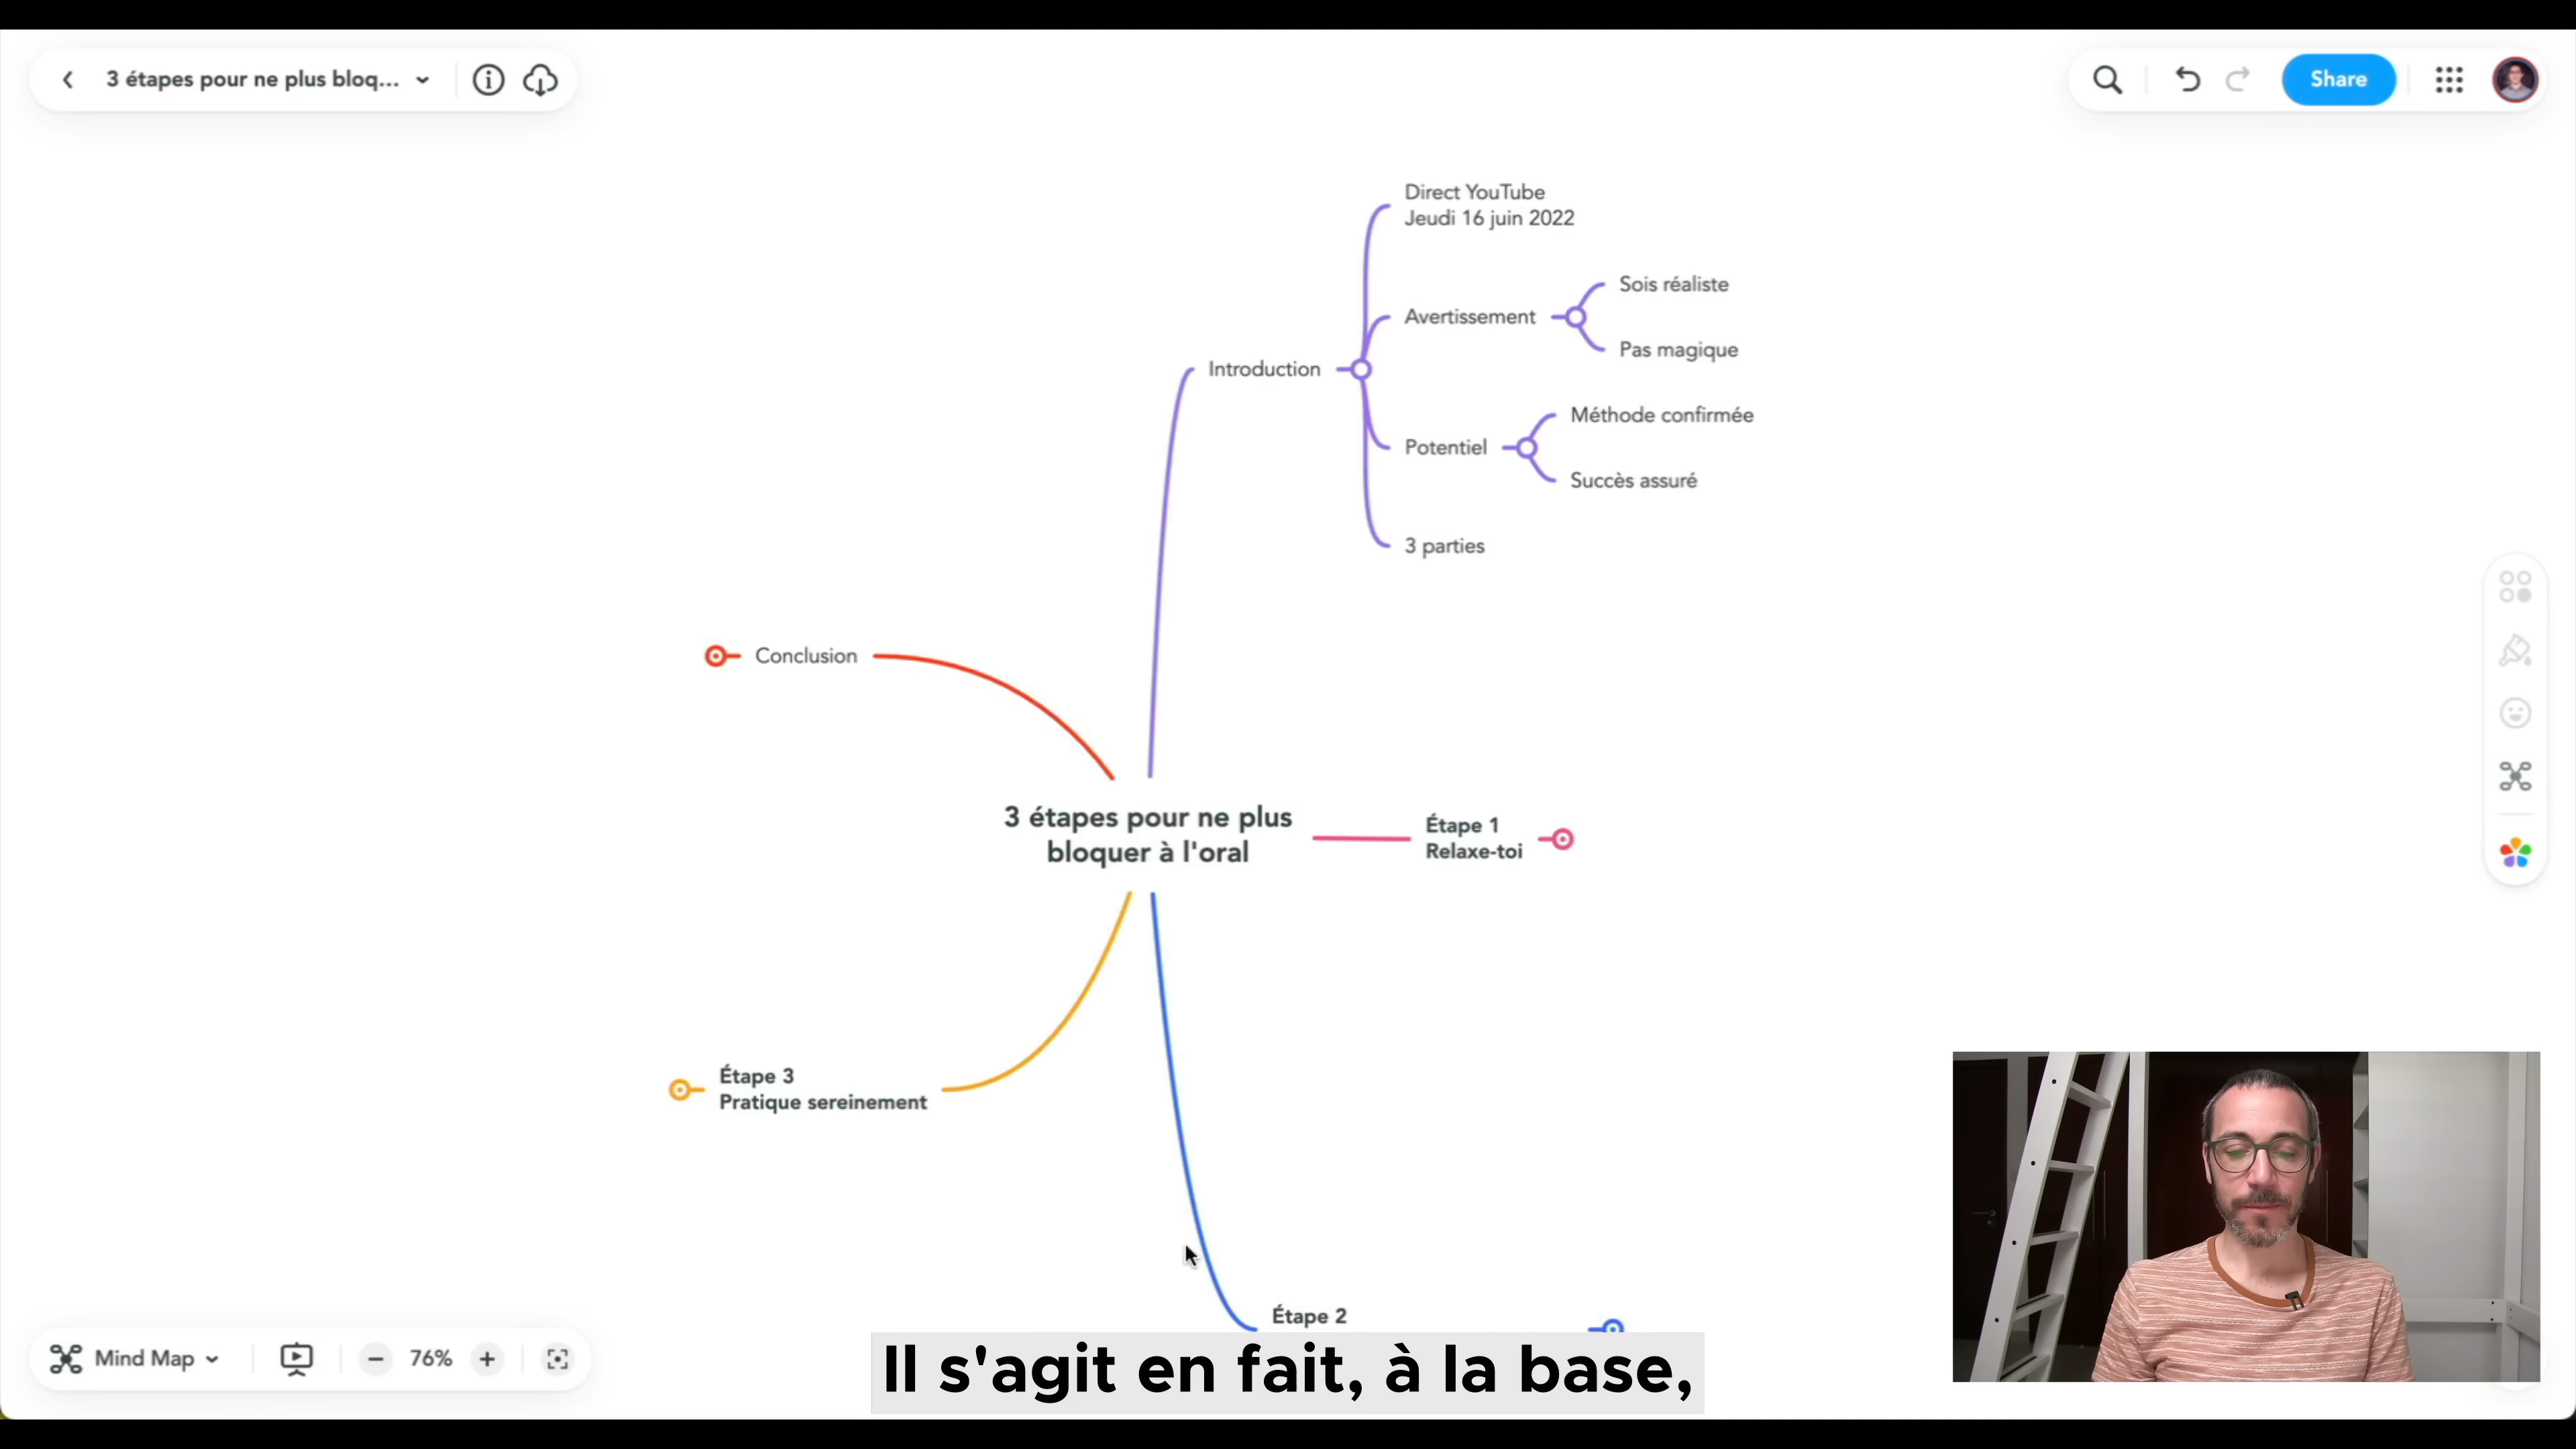 3 étapes pour ne plus bloq...
Share
Direct YouTube
Jeudi 16 juin 2022
Sois réaliste
Avertissement
Pas magique
Introduction
Méthode confirmée
Potentiel
Succès assuré
3 parties
Conclusion
3 étapes pour ne plus
bloquer à l'oral
Étape 1
Relaxe-toi
Étape 3
Pratique sereinement
Étape 2
Mind Map
76%
Il s'agit en fait, à la base,